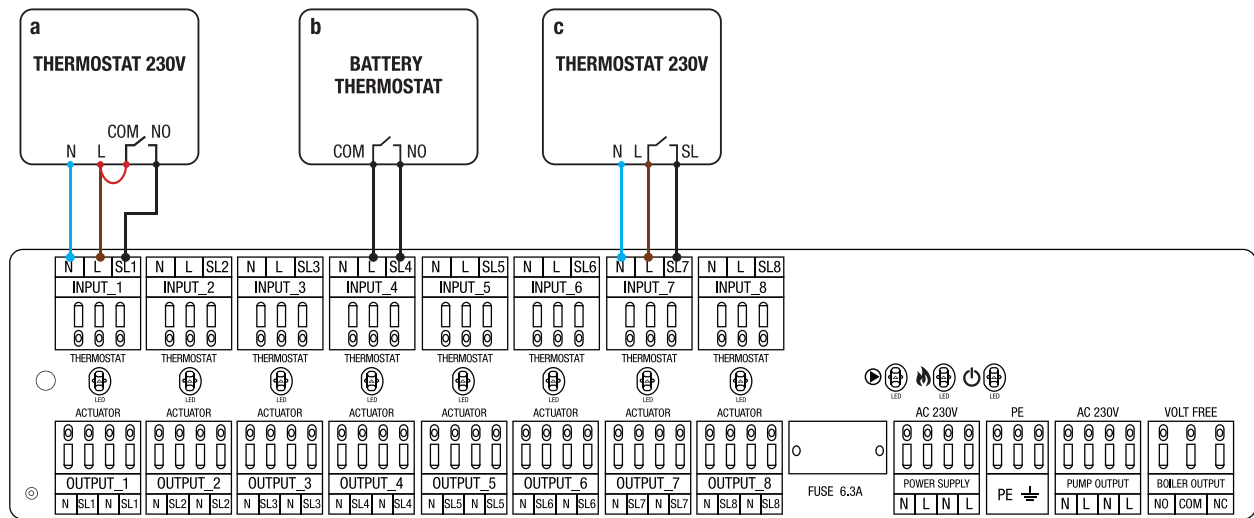 a b c
THERMOSTAT 230V BATTERY THERMOSTAT 230V
THERMOSTAT
COM NO
N L COM NO N L SL
N L SL1 N L SL2 N L SL3 N L SL4 N L SL5 N L SL6 N L SL7 N L SL8
INPUT_1 INPUT_2 INPUT_3 INPUT_4 INPUT_5 INPUT_6 INPUT_7 INPUT_8
THERMOSTAT THERMOSTAT THERMOSTAT THERMOSTAT THERMOSTAT THERMOSTAT THERMOSTAT THERMOSTAT
LED LED LED LED LED LED LED LED LED LED LED
ACTUATOR ACTUATOR ACTUATOR ACTUATOR ACTUATOR ACTUATOR ACTUATOR ACTUATOR AC 230V PE AC 230V VOLT FREE
OUTPUT_1 OUTPUT_2 OUTPUT_3 OUTPUT_4 OUTPUT_5 OUTPUT_6 OUTPUT_7 OUTPUT_8 FUSE 6.3A POWER SUPPLY PE PUMP OUTPUT BOILER OUTPUT
N SL1 N SL1 N SL2 N SL2 N SL3 N SL3 N SL4 N SL4 N SL5 N SL5 N SL6 N SL6 N SL7 N SL7 N SL8 N SL8 N L N L N L N L NO COM NC